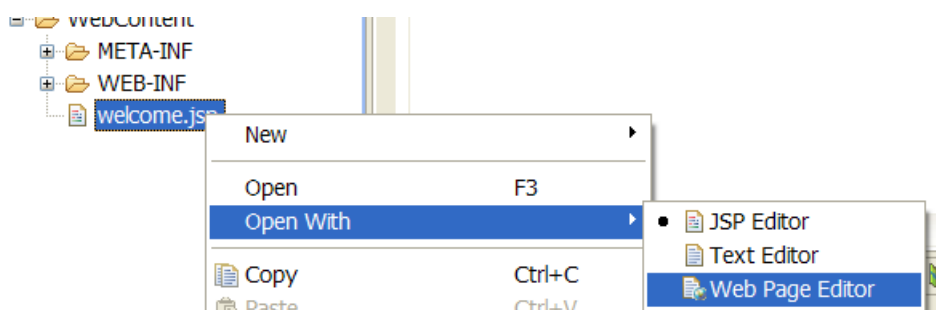 WebContent
META-INF
WEB-INF
welcome.jsp
New
Open F3
Open With
JSP Editor
Text Editor
Copy Ctrl+C
Web Page Editor
Paste Ctrl+V